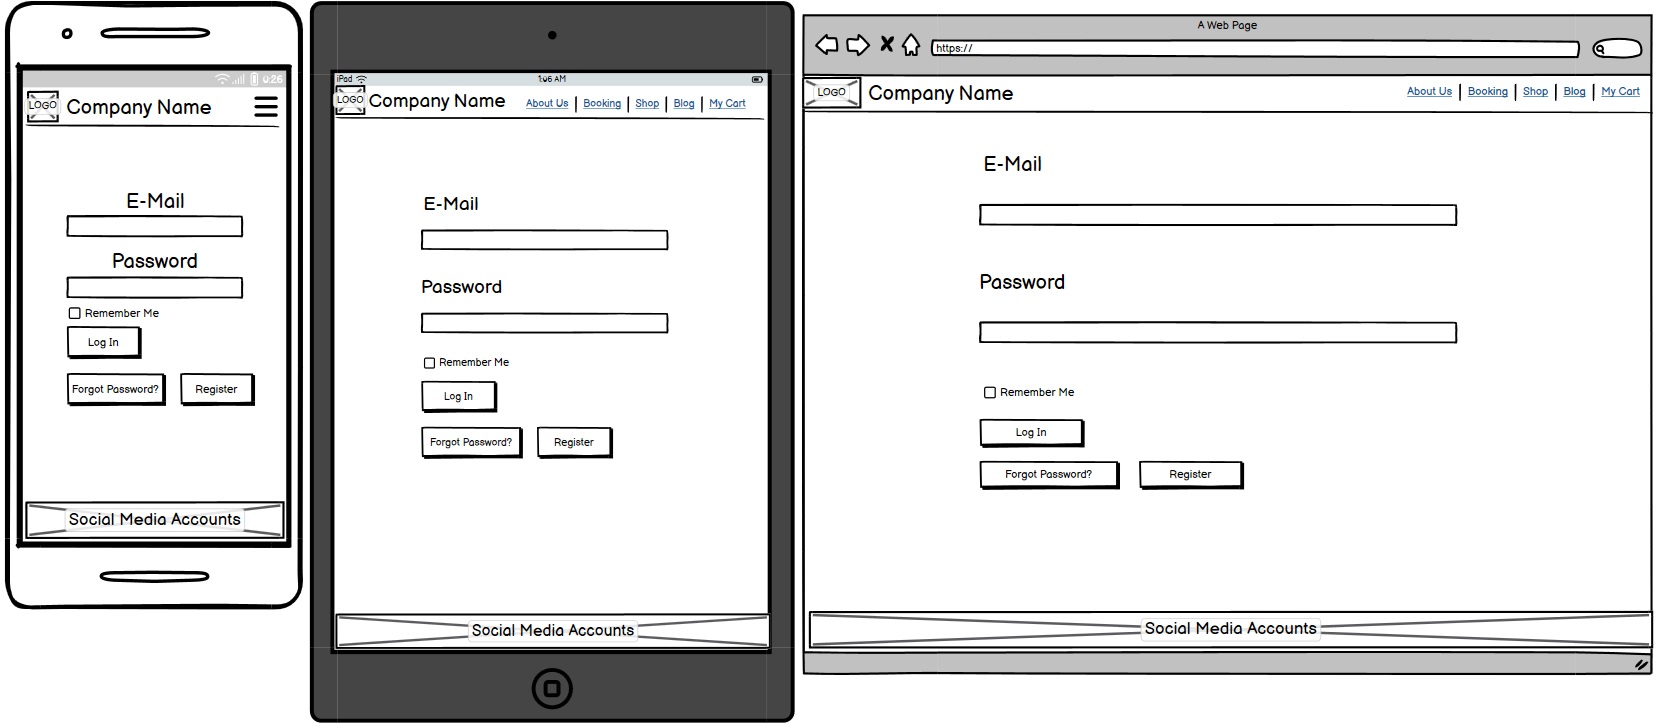 0:26
LOGO Company Name
E-Mail
Password
Remember Me
Log In
Forgot Password? Register
Social Media Accounts
iPad 1:06 AM
LOGO Company Name About Us Booking Shop Blog My Cart
E-Mail
Password
Remember Me
Log In
Forgot Password? Register
Social Media Accounts
A Web Page
https://
LOGO Company Name About Us Booking Shop Blog My Cart
E-Mail
Password
Remember Me
Log In
Forgot Password? Register
Social Media Accounts